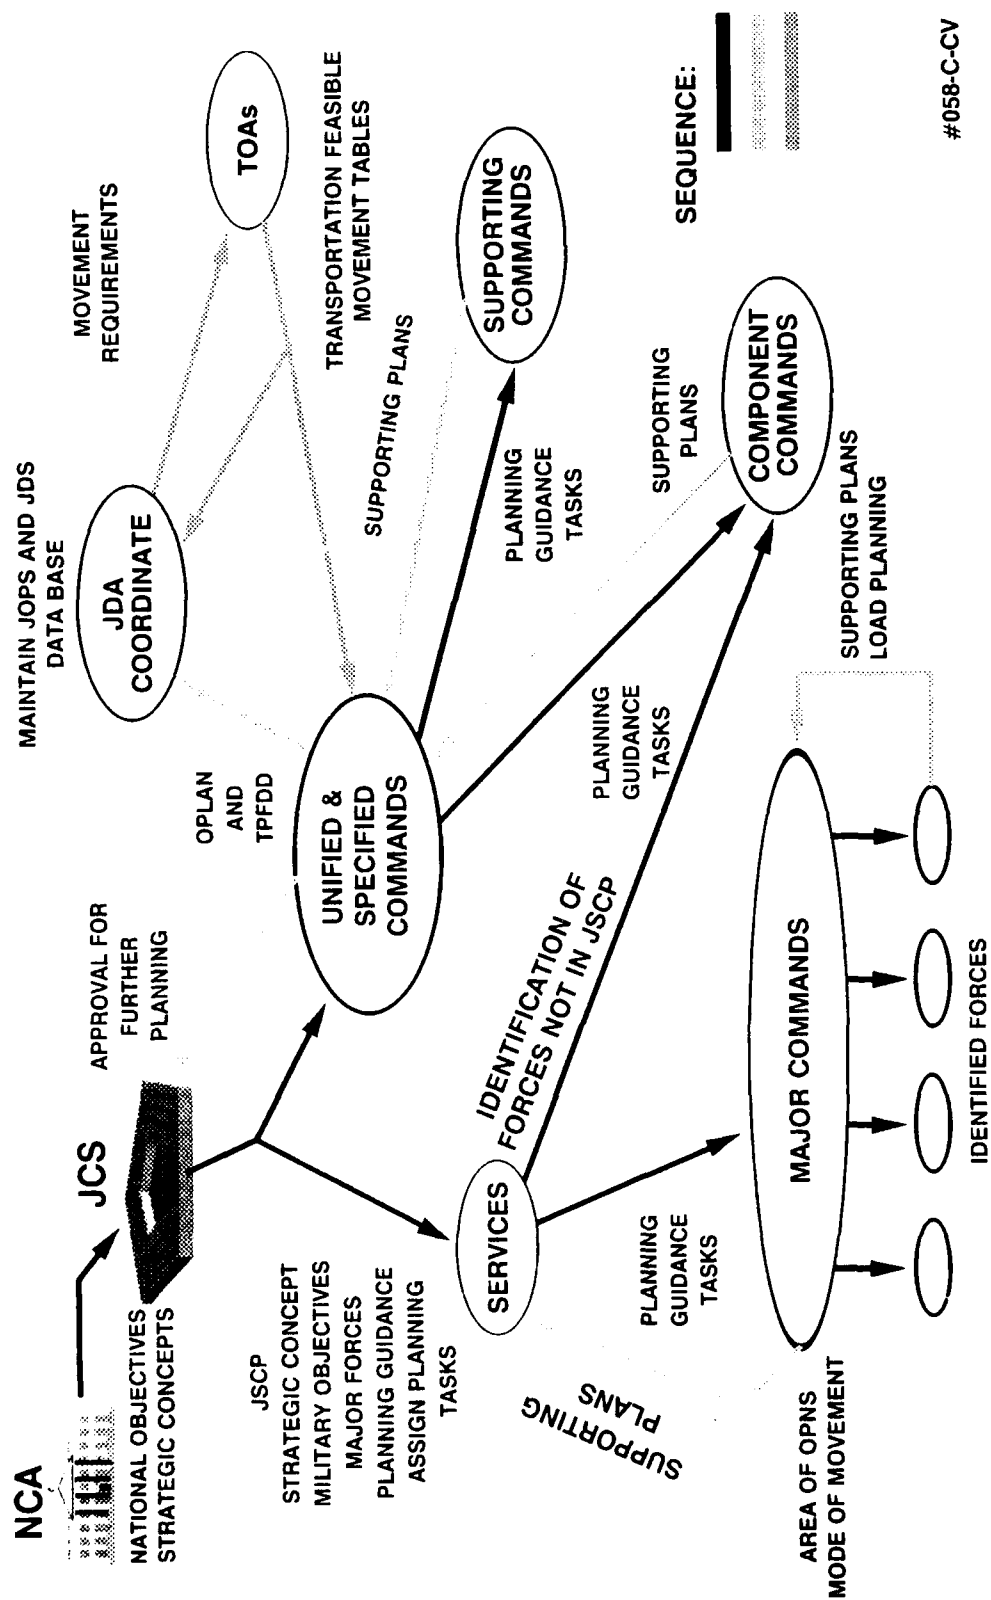 NCA
NATIONAL OBJECTIVES
STRATEGIC CONCEPTS
JCS
APPROVAL FOR
FURTHER
PLANNING
OPLAN
AND
TPFDD
MAINTAIN JOPS AND JDS
DATA BASE
JDA
COORDINATE
MOVEMENT
REQUIREMENTS
TOAs
TRANSPORTATION FEASIBLE
MOVEMENT TABLES
JSCP
STRATEGIC CONCEPT
MILITARY OBJECTIVES
MAJOR FORCES
PLANNING GUIDANCE
ASSIGN PLANNING
TASKS
UNIFIED &
SPECIFIED
COMMANDS
SUPPORTING PLANS
SUPPORTING
COMMANDS
PLANNING
GUIDANCE
TASKS
SERVICES
IDENTIFICATION OF
FORCES NOT IN JSCP
PLANNING
GUIDANCE
TASKS
SUPPORTING
PLANS
COMPONENT
COMMANDS
SUPPORTING
PLANS
PLANNING
GUIDANCE
TASKS
AREA OF OPNS
MODE OF MOVEMENT
MAJOR COMMANDS
SUPPORTING PLANS
LOAD PLANNING
IDENTIFIED FORCES
SEQUENCE:
#058-C-CV